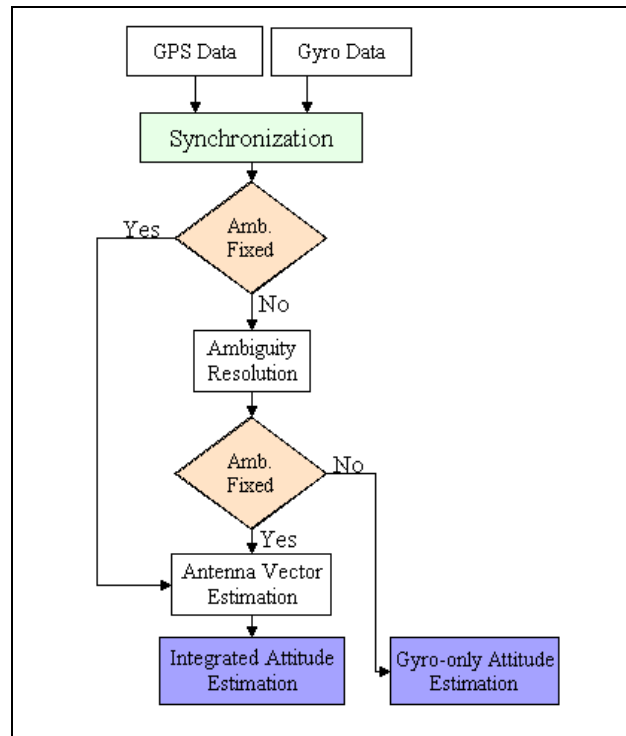 GPS Data
Gyro Data
Synchronization
Yes
Amb.
Fixed
No
Ambiguity
Resolution
Amb.
Fixed
No
Yes
Antenna Vector
Estimation
Integrated Attitude
Estimation
Gyro-only Attitude
Estimation